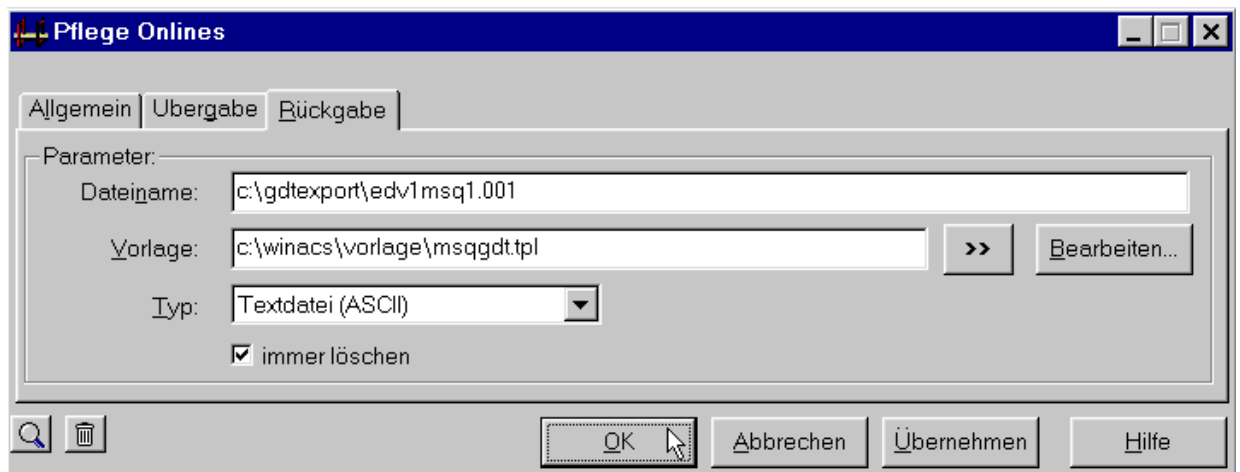 Pflege Onlines
Allgemein Übergabe Rückgabe
Parameter:
Dateiname: c:\gdtexport\edv1msq1.001
Vorlage: c:\winacs\vorlage\msqgdt.tpl >> Bearbeiten...
Typ: Textdatei (ASCII)
immer löschen
OK Abbrechen Übernehmen Hilfe